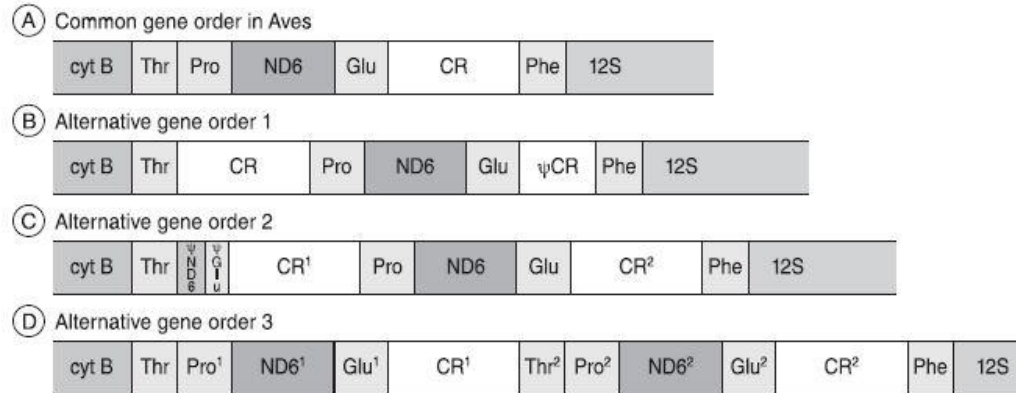 A Common gene order in Aves
cyt B Thr Pro ND6 Glu CR Phe 12S
B Alternative gene order 1
cyt B Thr CR Pro ND6 Glu ψCR Phe 12S
C Alternative gene order 2
cyt B Thr ψND6 ψGlu CR¹ Pro ND6 Glu CR² Phe 12S
D Alternative gene order 3
cyt B Thr Pro¹ ND6¹ Glu¹ CR¹ Thr² Pro² ND6² Glu² CR² Phe 12S